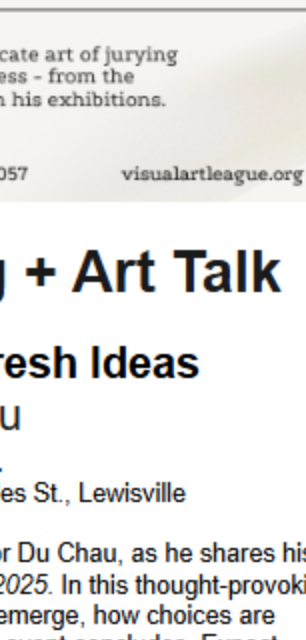 cate art of jurying
ess - from the
n his exhibitions.
057 visualartleague.org
g + Art Talk
resh Ideas
u
.
es St., Lewisville
or Du Chau, as he shares his
2025. In this thought-provoki
emerge, how choices are